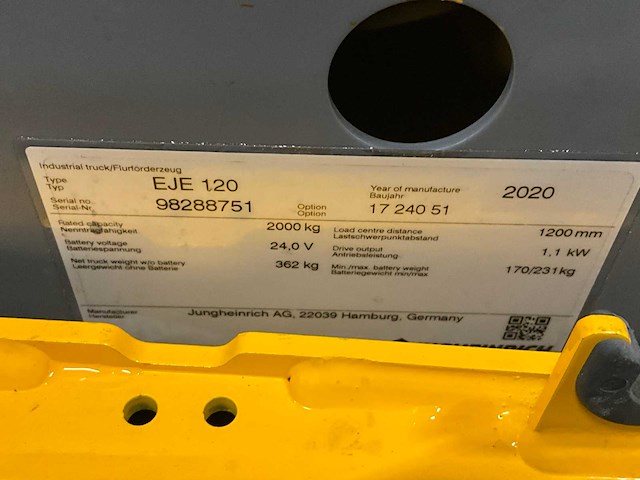 Industrial truck/Flurförderzeug
Type EJE 120 Year of manufacture 2020
Typ Baujahr
Serial no. 98288751 Option 17 240 51
Serial-Nr. Option
Rated capacity 2000 kg Load centre distance 1200 mm
Nenntragfähigkeit Lastschwerpunktabstand
Battery voltage 24,0 V Drive output 1,1 kW
Batteriespannung Antriebsleistung
Net truck weight w/o battery 362 kg Min./max. battery weight 170/231kg
Leergewicht ohne Batterie Batteriegewicht min/max
Manufacturer Jungheinrich AG, 22039 Hamburg, Germany
Hersteller